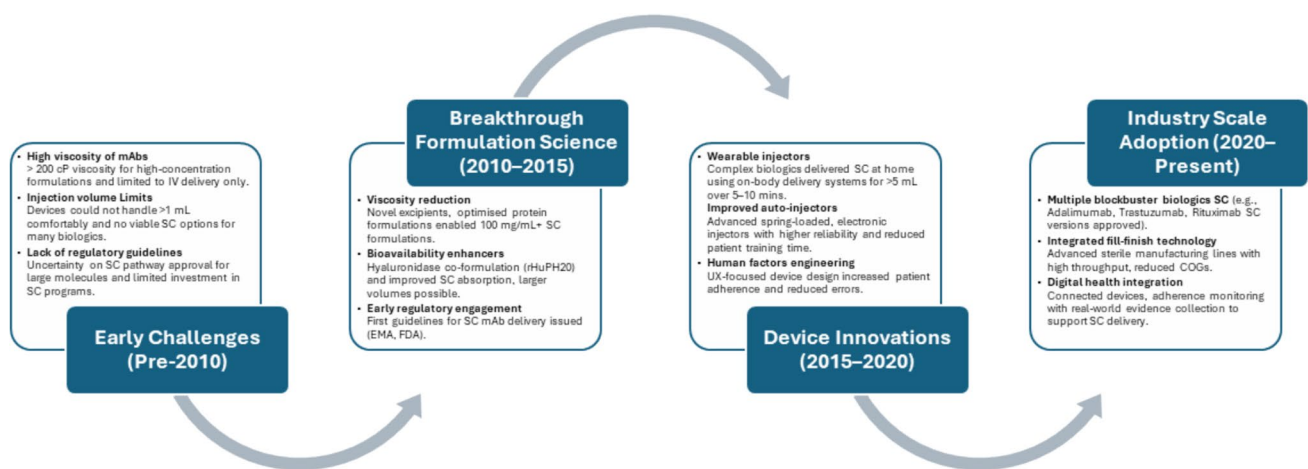 Early Challenges
(Pre-2010)
• High viscosity of mAbs
> 200 cP viscosity for high-concentration
formulations and limited to IV delivery only.
• Injection volume Limits
Devices could not handle >1 mL
comfortably and no viable SC options for
many biologics.
• Lack of regulatory guidelines
Uncertainty on SC pathway approval for
large molecules and limited investment in
SC programs.
Breakthrough
Formulation Science
(2010–2015)
• Viscosity reduction
Novel excipients, optimised protein
formulations enabled 100 mg/mL+ SC
formulations.
• Bioavailability enhancers
Hyaluronidase co-formulation (rHuPH20)
and improved SC absorption, larger
volumes possible.
• Early regulatory engagement
First guidelines for SC mAb delivery issued
(EMA, FDA).
Device Innovations
(2015–2020)
• Wearable injectors
Complex biologics delivered SC at home
using on-body delivery systems for >5 mL
over 5–10 mins.
Improved auto-injectors
Advanced spring-loaded, electronic
injectors with higher reliability and reduced
patient training time.
• Human factors engineering
UX-focused device design increased patient
adherence and reduced errors.
Industry Scale
Adoption (2020–
Present)
• Multiple blockbuster biologics SC (e.g.,
Adalimumab, Trastuzumab, Rituximab SC
versions approved).
• Integrated fill-finish technology
Advanced sterile manufacturing lines with
high throughput, reduced COGs.
• Digital health integration
Connected devices, adherence monitoring
with real-world evidence collection to
support SC delivery.